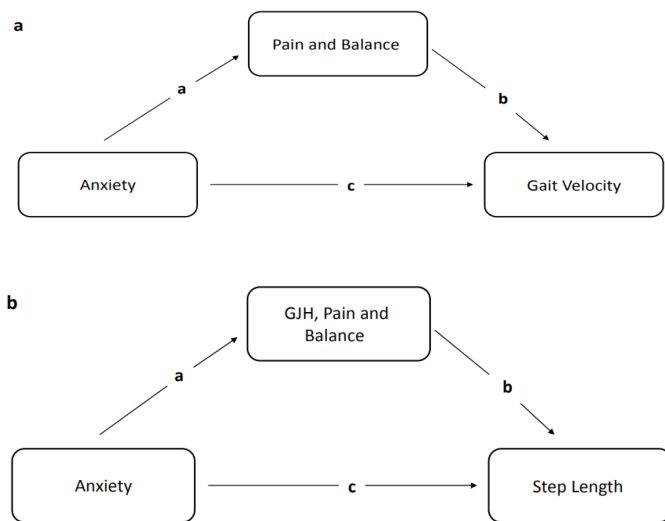 a
Pain and Balance
a
b
Anxiety
c
Gait Velocity
b
GJH, Pain and
Balance
a
b
Anxiety
c
Step Length